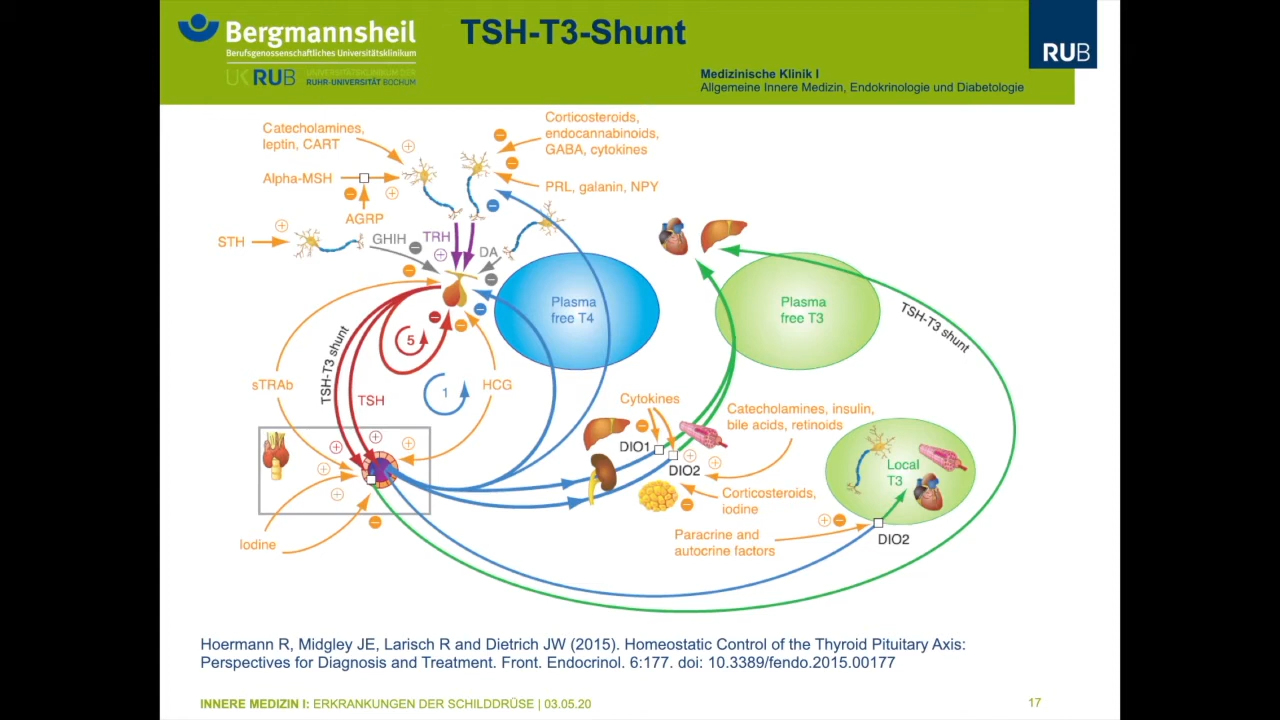 Bergmannsheil
Berufsgenossenschaftliches Universitätsklinikum
UK RUB
UNIVERSITÄTSKLINIKUM DER
RUHR-UNIVERSITÄT BOCHUM
TSH-T3-Shunt
Medizinische Klinik I
Allgemeine Innere Medizin, Endokrinologie und Diabetologie
RUB
Catecholamines,
leptin, CART
Corticosteroids,
endocannabinoids,
GABA, cytokines
Alpha-MSH
PRL, galanin, NPY
AGRP
STH
GHIH
TRH
DA
Plasma
free T4
Plasma
free T3
TSH-T3 shunt
TSH-T3 shunt
5
1
sTRAb
TSH
HCG
Cytokines
Catecholamines, insulin,
bile acids, retinoids
DIO1
DIO2
Local
T3
Corticosteroids,
iodine
Paracrine and
autocrine factors
DIO2
Iodine
Hoermann R, Midgley JE, Larisch R and Dietrich JW (2015). Homeostatic Control of the Thyroid Pituitary Axis:
Perspectives for Diagnosis and Treatment. Front. Endocrinol. 6:177. doi: 10.3389/fendo.2015.00177
INNERE MEDIZIN I: ERKRANKUNGEN DER SCHILDDRÜSE | 03.05.20
17